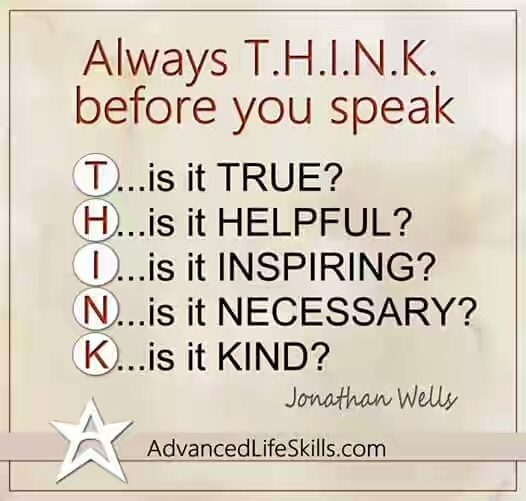 Always T.H.I.N.K.
before you speak
T...is it TRUE?
H...is it HELPFUL?
I...is it INSPIRING?
N...is it NECESSARY?
K...is it KIND?
Jonathan Wells
AdvancedLifeSkills.com